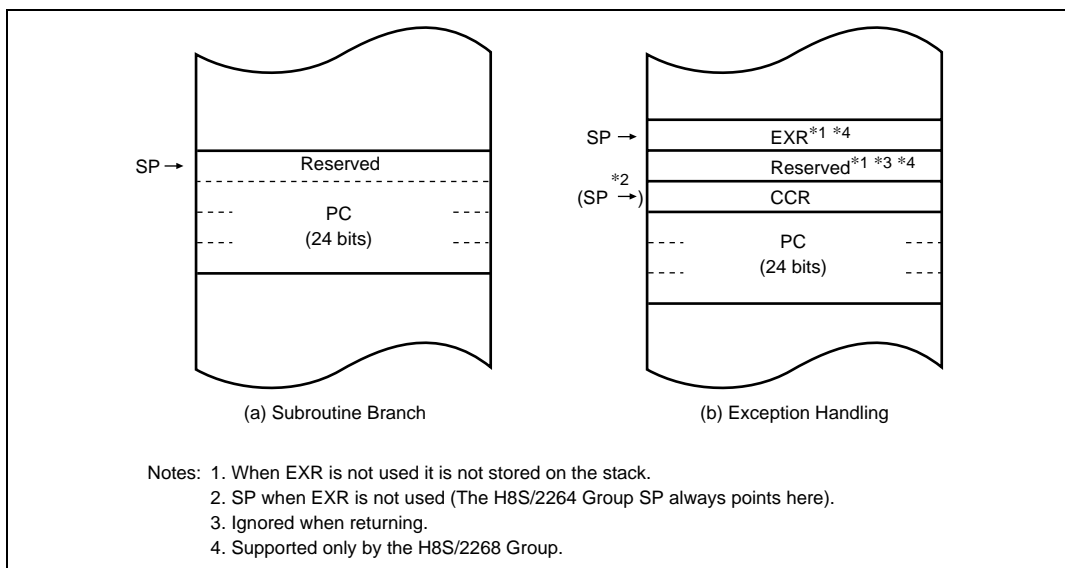 SP →
Reserved
PC
(24 bits)
(a) Subroutine Branch
SP →
EXR*1 *4
Reserved*1 *3 *4
*2
(SP →)
CCR
PC
(24 bits)
(b) Exception Handling
Notes: 1. When EXR is not used it is not stored on the stack.
2. SP when EXR is not used (The H8S/2264 Group SP always points here).
3. Ignored when returning.
4. Supported only by the H8S/2268 Group.